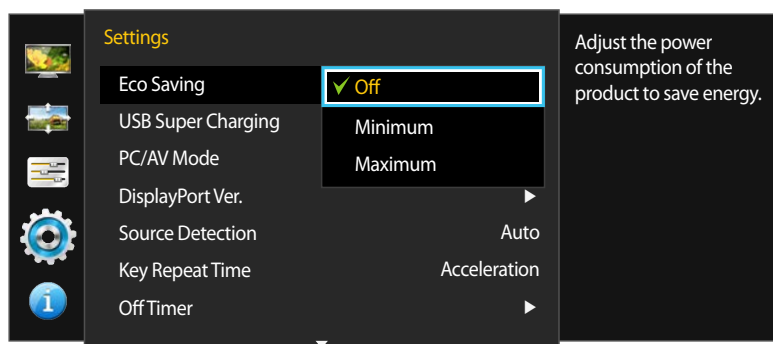 Settings
Eco Saving
Off
USB Super Charging
Minimum
PC/AV Mode
Maximum
DisplayPort Ver.
Source Detection
Auto
Key Repeat Time
Acceleration
Off Timer
Adjust the power
consumption of the
product to save energy.